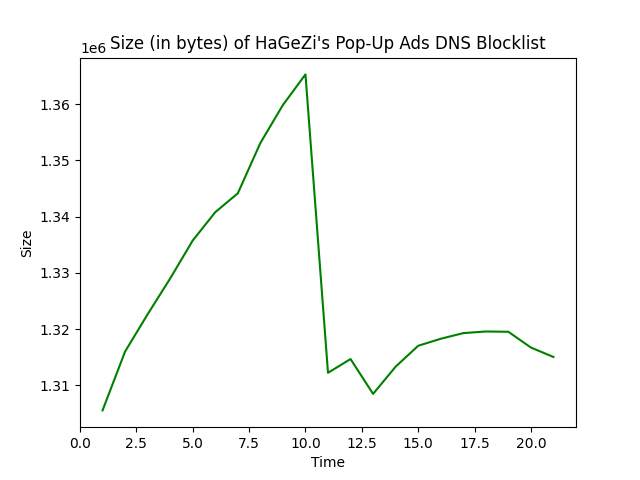 Size (in bytes) of HaGeZi's Pop-Up Ads DNS Blocklist
1e6
1.36
1.35
1.34
1.33
1.32
1.31
Size
0.0 2.5 5.0 7.5 10.0 12.5 15.0 17.5 20.0
Time